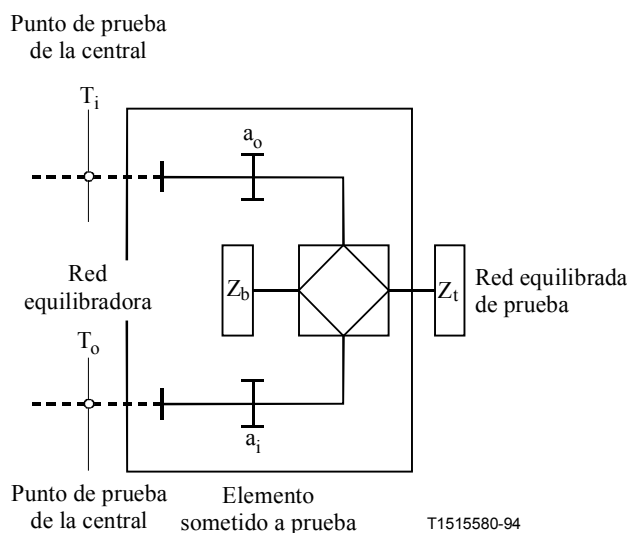 Punto de prueba
de la central
T_i
a_o
Red
equilibradora
Z_b
Z_t
Red equilibrada
de prueba
T_o
a_i
Punto de prueba
de la central
Elemento
sometido a prueba
T1515580-94